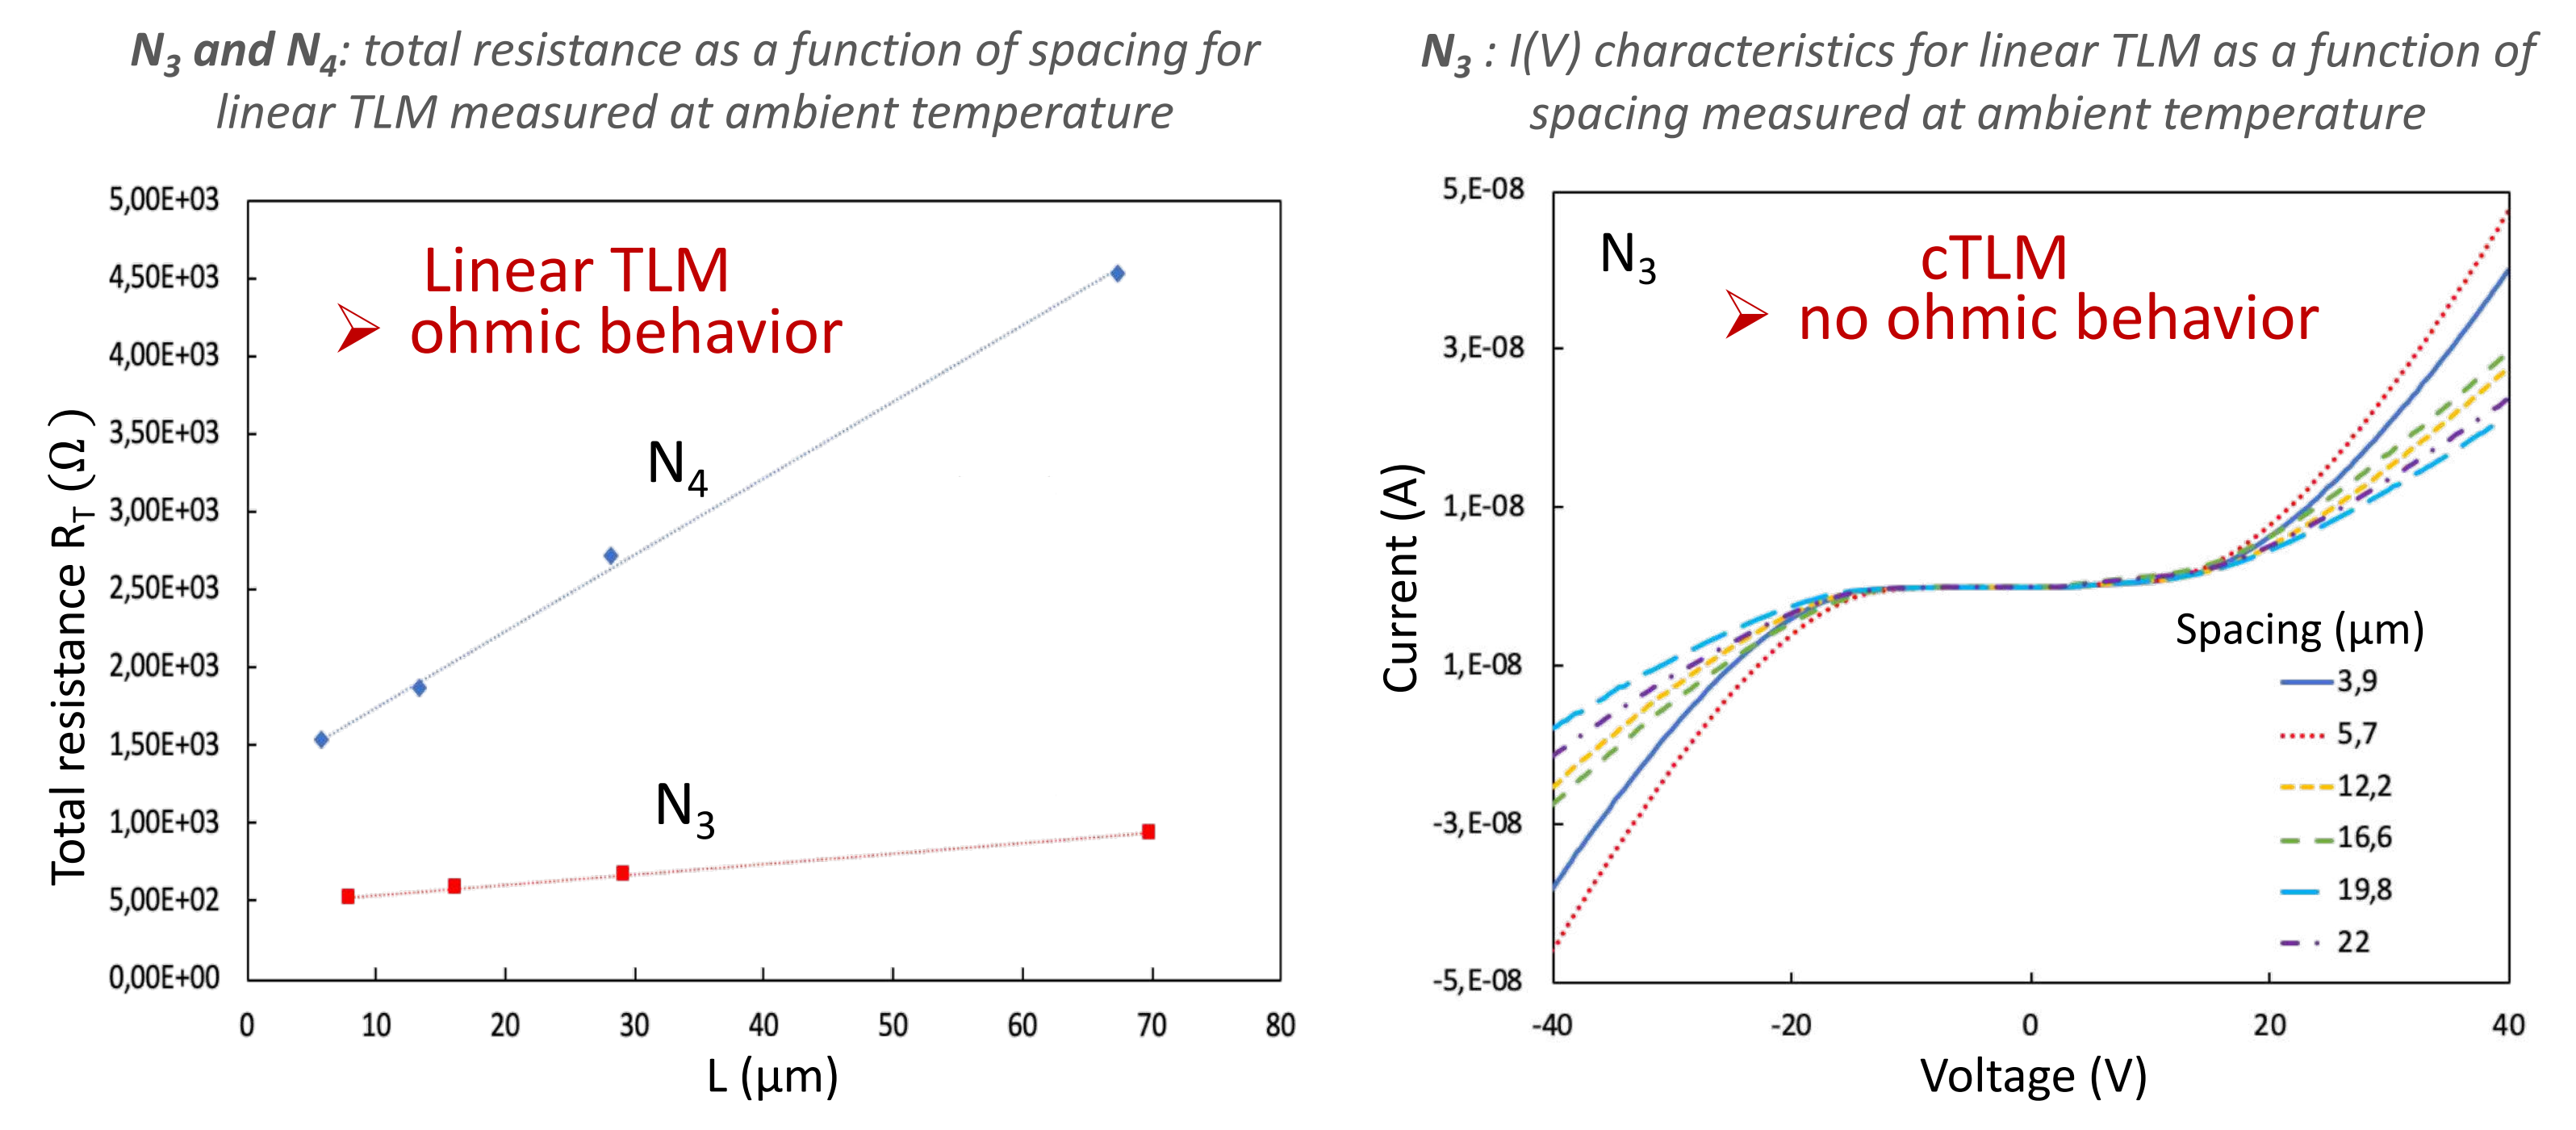 N3 and N4: total resistance as a function of spacing for
linear TLM measured at ambient temperature
N3 : I(V) characteristics for linear TLM as a function of
spacing measured at ambient temperature
5,00E+03
4,50E+03
4,00E+03
3,50E+03
3,00E+03
2,50E+03
2,00E+03
1,50E+03
1,00E+03
5,00E+02
0,00E+00
Total resistance RT (Ω )
Linear TLM
➢ ohmic behavior
N4
N3
0 10 20 30 40 50 60 70 80
L (µm)
5,E-08
3,E-08
1,E-08
1,E-08
-3,E-08
-5,E-08
Current (A)
N3
cTLM
➢ no ohmic behavior
Spacing (µm)
3,9
5,7
12,2
16,6
19,8
22
-40 -20 0 20 40
Voltage (V)